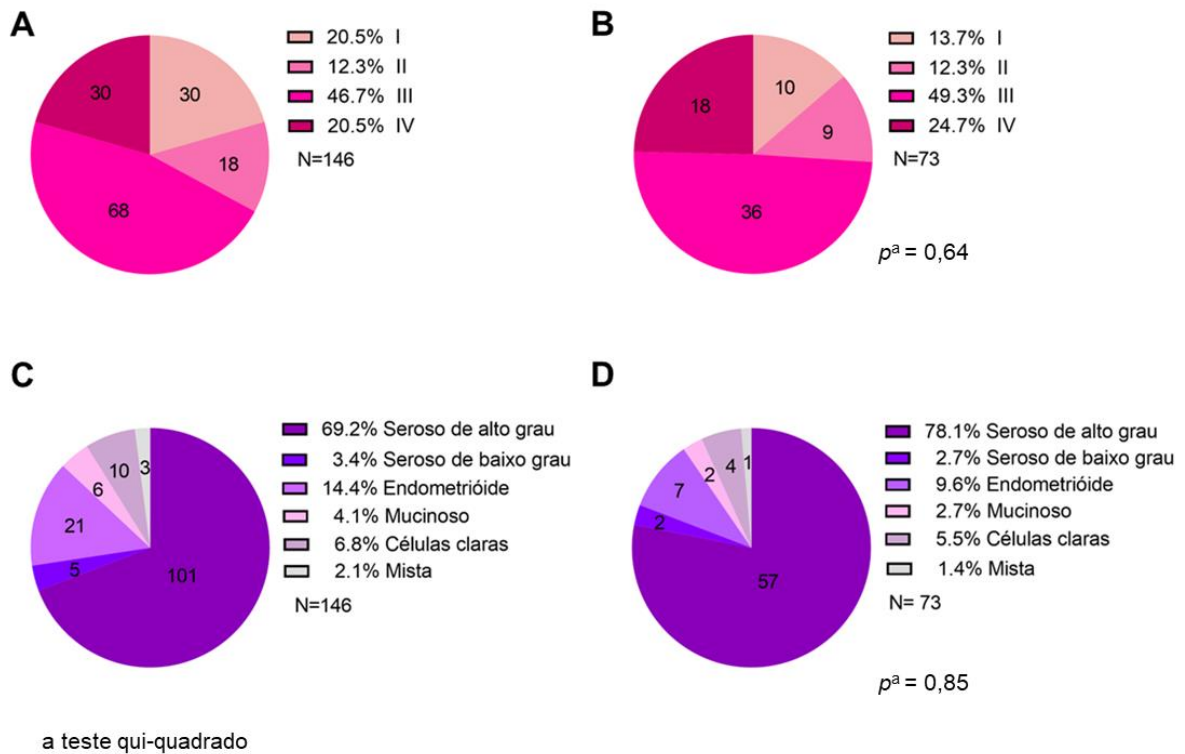 A
30
30
18
68
20.5% I
12.3% II
46.7% III
20.5% IV
N=146
B
18
10
9
36
13.7% I
12.3% II
49.3% III
24.7% IV
N=73
pᵃ = 0,64
C
3
10
6
21
5
101
69.2% Seroso de alto grau
3.4% Seroso de baixo grau
14.4% Endometrióide
4.1% Mucinoso
6.8% Células claras
2.1% Mista
N=146
D
1
4
2
7
2
57
78.1% Seroso de alto grau
2.7% Seroso de baixo grau
9.6% Endometrióide
2.7% Mucinoso
5.5% Células claras
1.4% Mista
N= 73
pᵃ = 0,85
a teste qui-quadrado